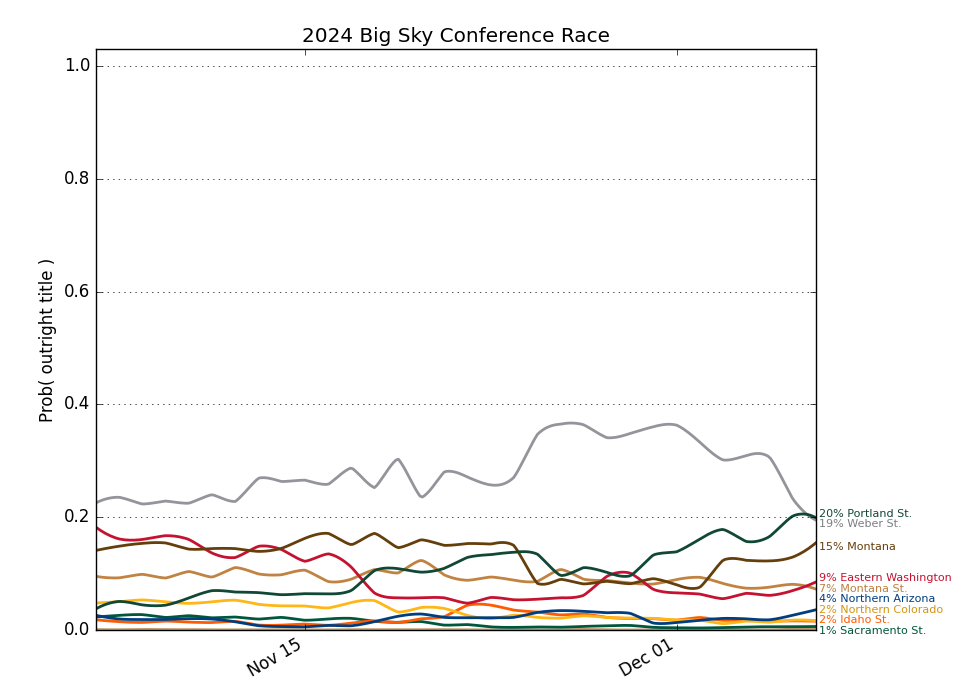 2024 Big Sky Conference Race
Prob( outright title )
1.0
0.8
0.6
0.4
0.2
0.0
Nov 15
Dec 01
20% Portland St.
19% Weber St.
15% Montana
9% Eastern Washington
7% Montana St.
4% Northern Arizona
2% Northern Colorado
2% Idaho St.
1% Sacramento St.